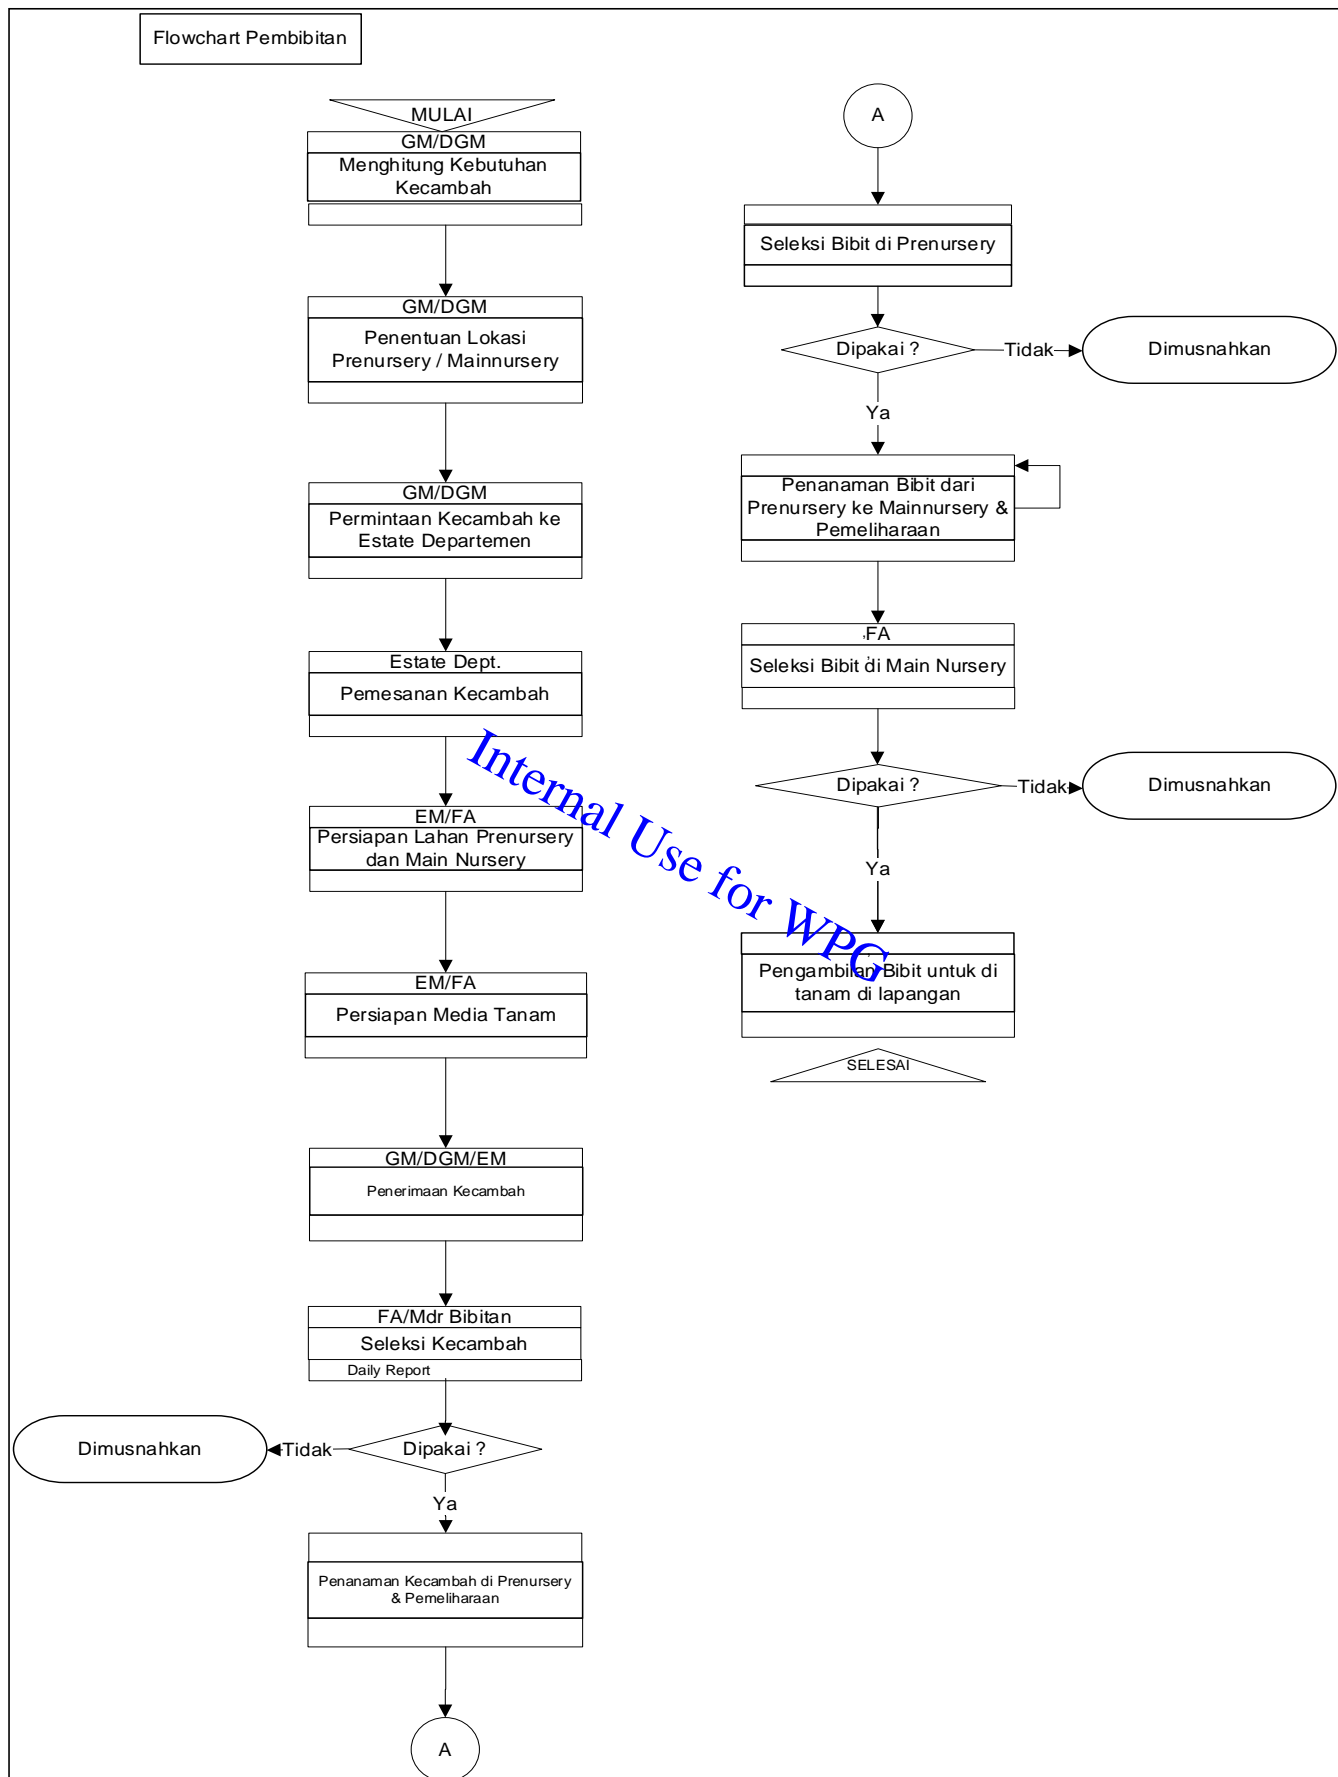 Flowchart Pembibitan
MULAI
GM/DGM
Menghitung Kebutuhan
Kecambah
GM/DGM
Penentuan Lokasi
Prenursery / Mainnursery
GM/DGM
Permintaan Kecambah ke
Estate Departemen
Estate Dept.
Pemesanan Kecambah
EM/FA
Persiapan Lahan Prenursery
dan Main Nursery
EM/FA
Persiapan Media Tanam
GM/DGM/EM
Penerimaan Kecambah
FA/Mdr Bibitan
Seleksi Kecambah
Daily Report
Dipakai ?
Tidak
Dimusnahkan
Ya
Penanaman Kecambah di Prenursery
& Pemeliharaan
A
A
Seleksi Bibit di Prenursery
Dipakai ?
Tidak
Dimusnahkan
Ya
Penanaman Bibit dari
Prenursery ke Mainnursery &
Pemeliharaan
,FA
Seleksi Bibit di Main Nursery
Dipakai ?
Tidak
Dimusnahkan
Ya
Pengambilan Bibit untuk di
tanam di lapangan
SELESAI
Internal Use for WPG